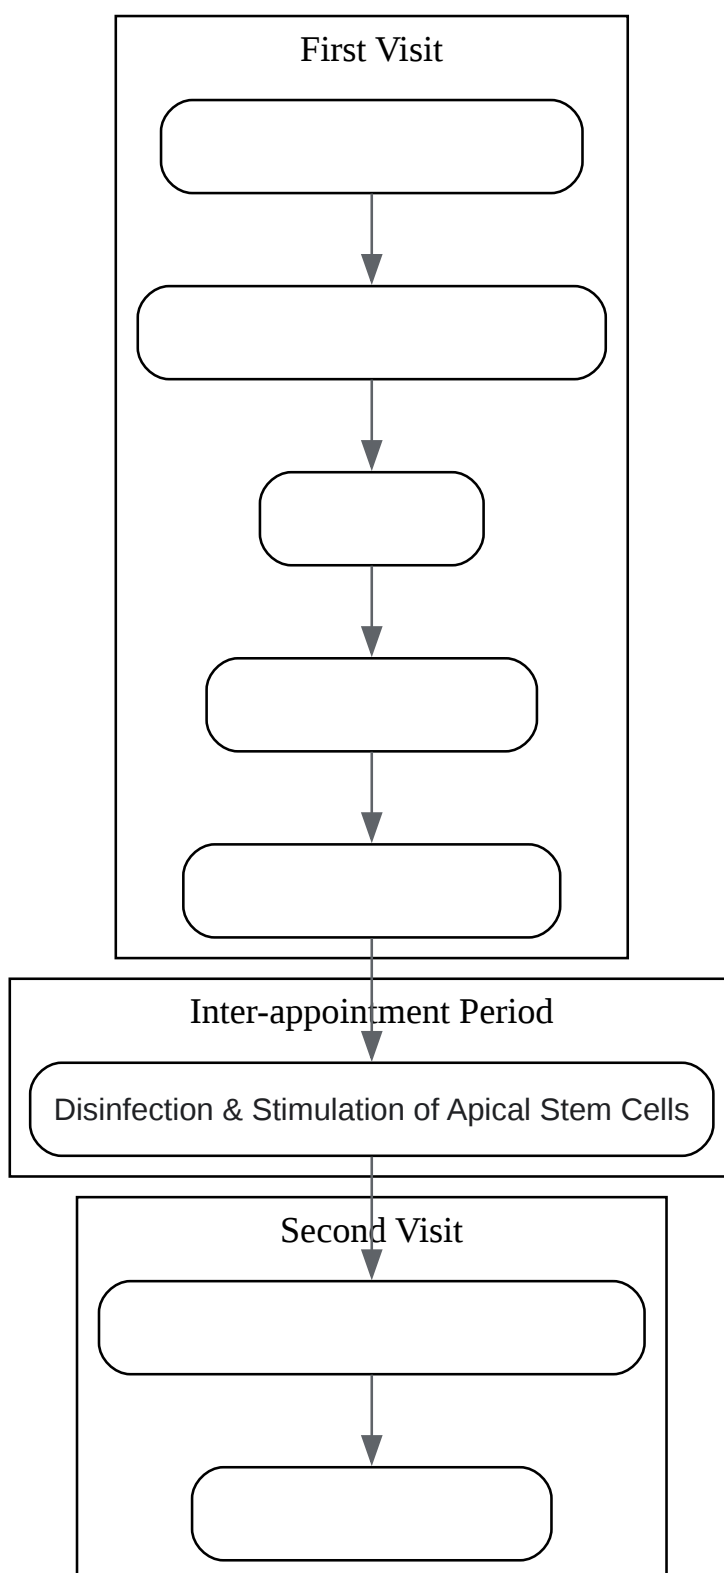 First Visit
Inter-appointment Period
Disinfection & Stimulation of Apical Stem Cells
Second Visit